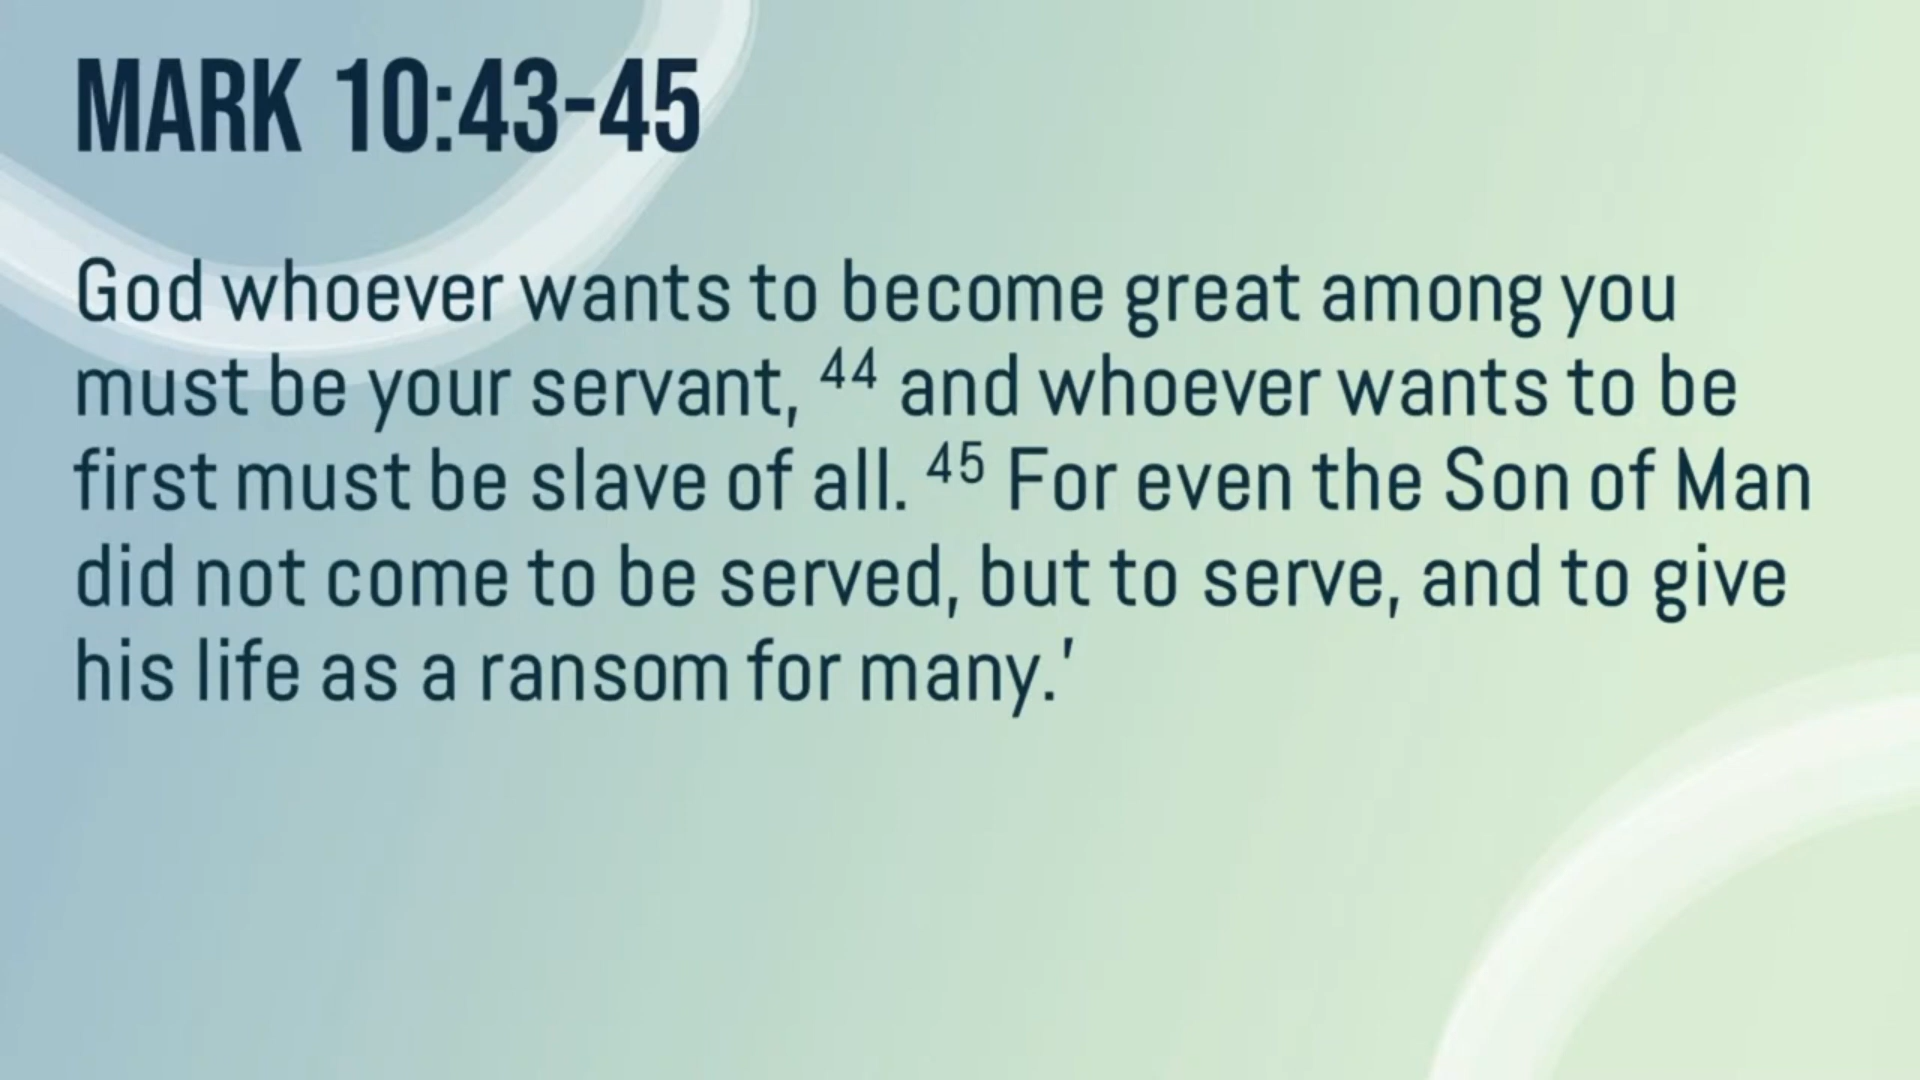 MARK 10:43-45
God whoever wants to become great among you
must be your servant, 44 and whoever wants to be
first must be slave of all. 45 For even the Son of Man
did not come to be served, but to serve, and to give
his life as a ransom for many.'